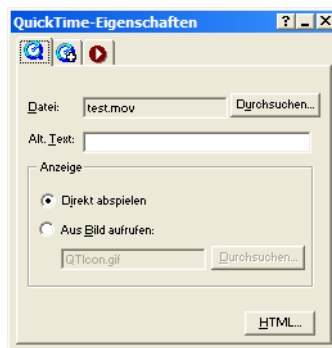 QuickTime-Eigenschaften
Datei: test.mov Durchsuchen...
Alt. Text:
Anzeige
Direkt abspielen
Aus Bild aufrufen:
QTIcon.gif Durchsuchen...
HTML...